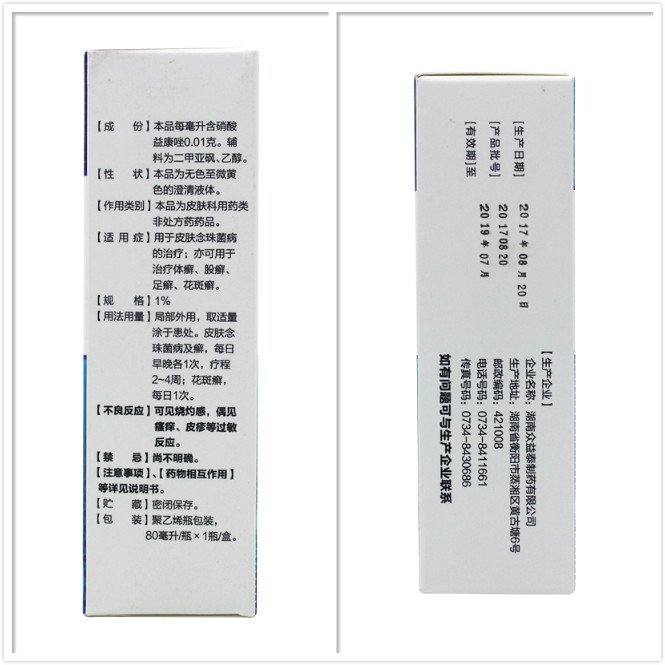 【成 份】本品每毫升含硝酸
益康唑0.01克。辅
料为二甲亚砜、乙醇。
【性 状】本品为无色至微黄
色的澄清液体。
【作用类别】本品为皮肤科用药类
非处方药药品。
【适 用 症】用于皮肤念珠菌病
的治疗；亦可用于
治疗体癣、股癣、
足癣、花斑癣。
【规 格】1%
【用法用量】局部外用，取适量
涂于患处。皮肤念
珠菌病及癣，每日
早晚各1次，疗程
2~4周；花斑癣，
每日1次。
【不良反应】可见烧灼感，偶见
瘙痒、皮疹等过敏
反应。
【禁 忌】尚不明确。
【注意事项】、【药物相互作用】
等详见说明书。
【贮 藏】密闭保存。
【包 装】聚乙烯瓶包装，
80毫升/瓶×1瓶/盒。
[生产日期] 2017年08月20日
[产品批号] 20170820
[有效期]至 2019年07月
【生产企业】
企业名称：湖南众益泰制药有限公司
生产地址：湖南省衡阳市蒸湘区黄古塘6号
邮政编码：421008
电话号码：0734-8411661
传真号码：0734-8430686
如有问题可与生产企业联系